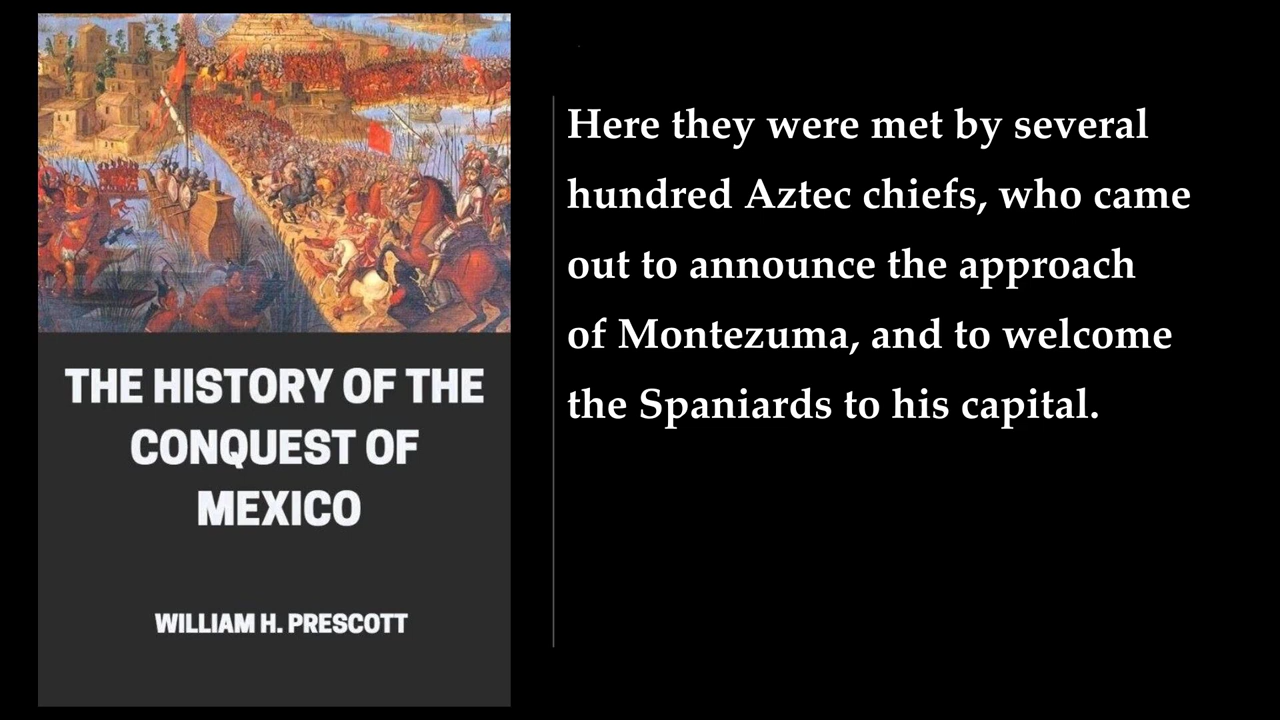 THE HISTORY OF THE
CONQUEST OF
MEXICO
WILLIAM H. PRESCOTT
Here they were met by several
hundred Aztec chiefs, who came
out to announce the approach
of Montezuma, and to welcome
the Spaniards to his capital.